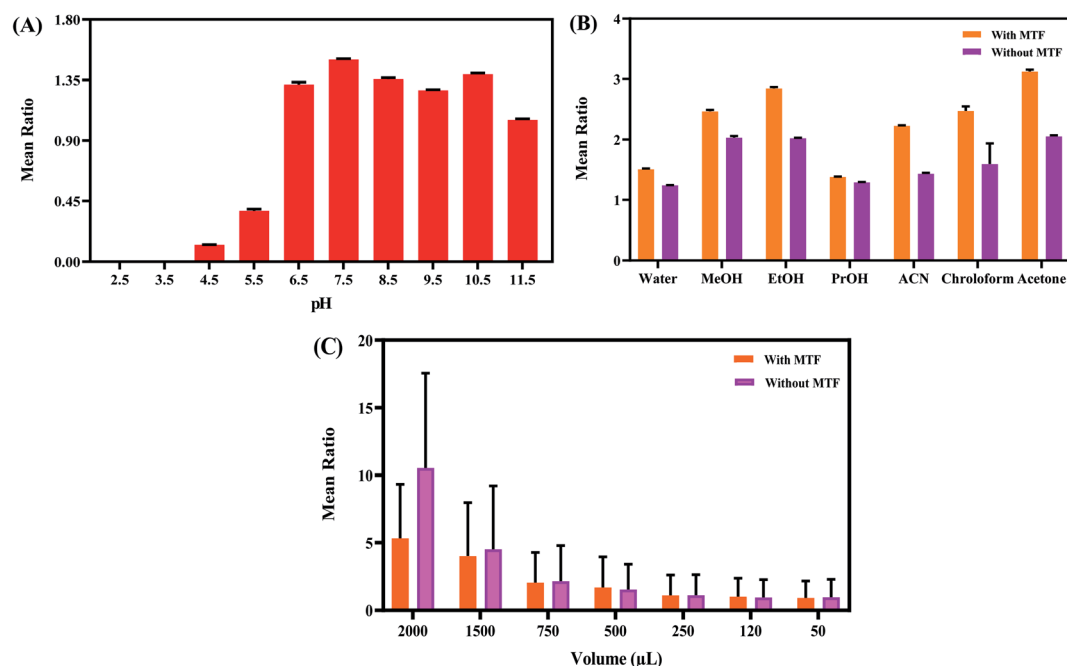 (A)
Mean Ratio
1.80
1.35
0.90
0.45
0.00
2.5 3.5 4.5 5.5 6.5 7.5 8.5 9.5 10.5 11.5
pH
(B)
With MTF
Without MTF
Mean Ratio
4
3
2
1
0
Water MeOH EtOH PrOH ACN Chroloform Acetone
(C)
With MTF
Without MTF
Mean Ratio
20
15
10
5
0
2000 1500 750 500 250 120 50
Volume (µL)